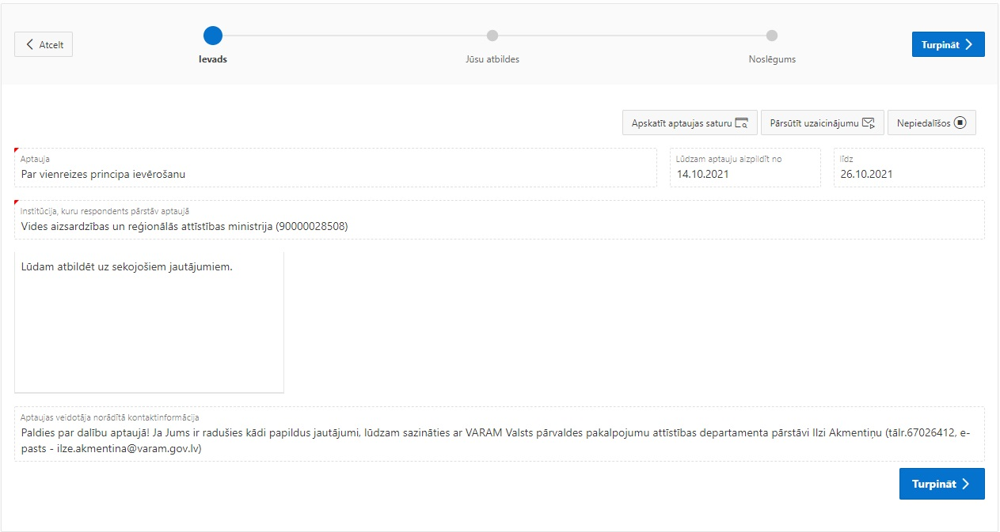 Atcelt
Ievads
Jūsu atbildes
Noslēgums
Turpināt
Apskatīt aptaujas saturu
Pārsūtīt uzaicinājumu
Nepiedalīšos
Aptauja
Par vienreizes principa ievērošanu
Lūdzam aptauju aizpildīt no
14.10.2021
līdz
26.10.2021
Institūcija, kuru respondents pārstāv aptaujā
Vides aizsardzības un reģionālās attīstības ministrija (90000028508)
Lūdam atbildēt uz sekojošiem jautājumiem.
Aptaujas veidotāja norādītā kontaktinformācija
Paldies par dalību aptaujā! Ja Jums ir radušies kādi papildus jautājumi, lūdzam sazināties ar VARAM Valsts pārvaldes pakalpojumu attīstības departamenta pārstāvi Ilzi Akmentiņu (tālr.67026412, e-
pasts - ilze.akmentina@varam.gov.lv)
Turpināt